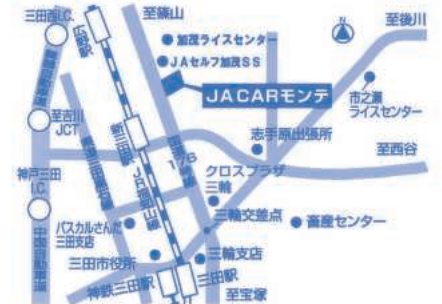 三田西I.C.
至篠山
至後川
広野駅
加茂ライスセンター
JAセルフ加茂SS
JACARモンテ
市之瀬
ライスセンター
至吉川
JCT
新三田駅
176
志手原出張所
至西谷
神戸三田
I.C.
クロスプラザ
三輪
三輪交差点
畜産センター
パスカルさんだ
三田支店
三田市役所
三輪支店
神鉄三田駅
三田駅
中国自動車道
至宝塚